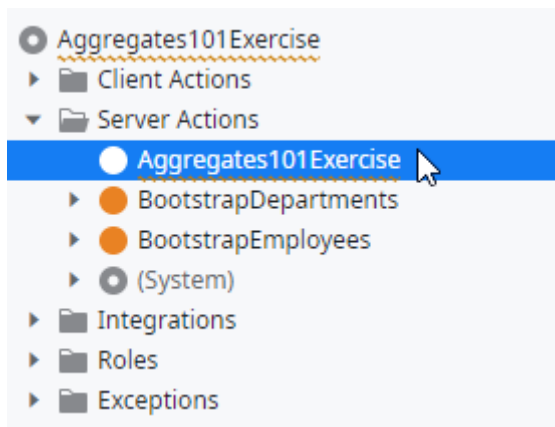 Aggregates101Exercise
Client Actions
Server Actions
Aggregates101Exercise
BootstrapDepartments
BootstrapEmployees
(System)
Integrations
Roles
Exceptions